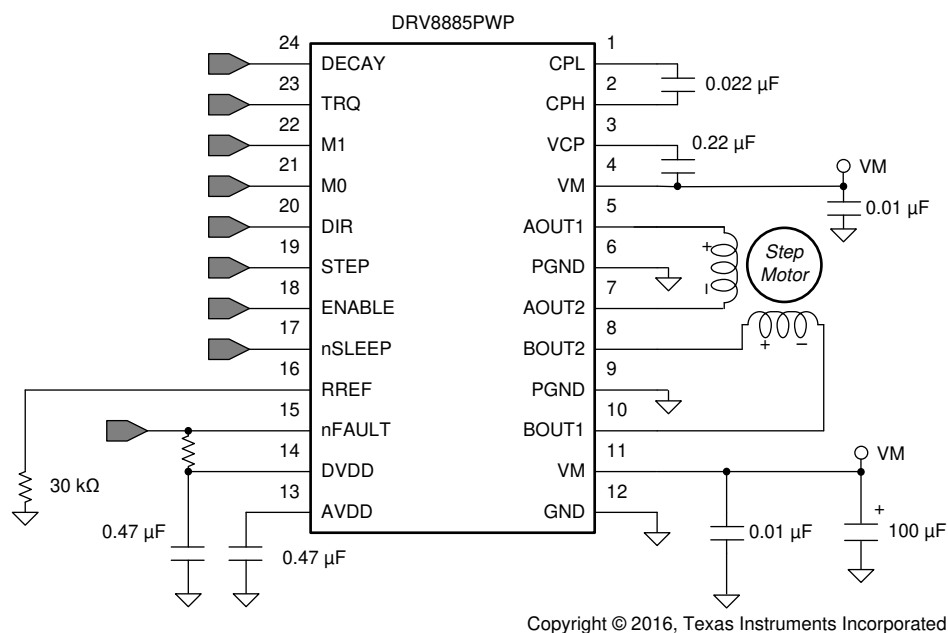 DRV8885PWP
24 DECAY CPL 1
23 TRQ CPH 2
0.022 µF
22 M1 VCP 3
0.22 µF
21 M0 VM 4
VM
0.01 µF
20 DIR AOUT1 5
19 STEP PGND 6
+
–
Step
Motor
18 ENABLE AOUT2 7
17 nSLEEP BOUT2 8
+ –
16 RREF PGND 9
15 nFAULT BOUT1 10
14 DVDD VM 11
VM
30 kΩ
13 AVDD GND 12
0.47 µF
0.47 µF
0.01 µF
+
100 µF
Copyright © 2016, Texas Instruments Incorporated